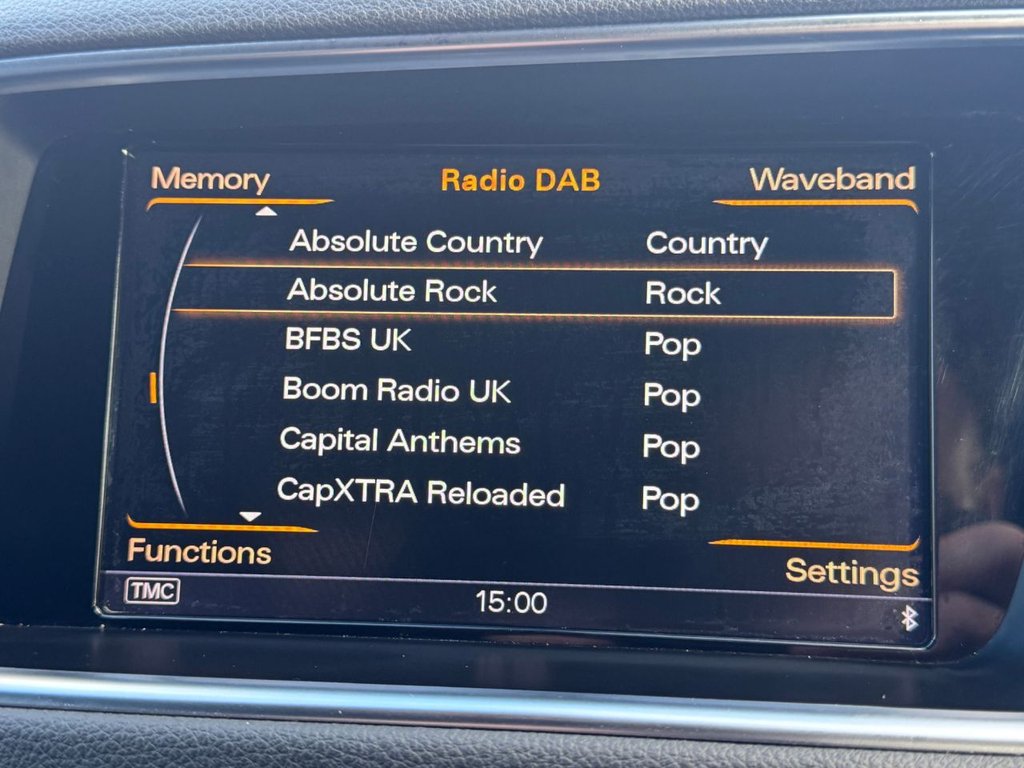 Memory Radio DAB Waveband
Absolute Country Country
Absolute Rock Rock
BFBS UK Pop
Boom Radio UK Pop
Capital Anthems Pop
CapXTRA Reloaded Pop
Functions Settings
TMC 15:00